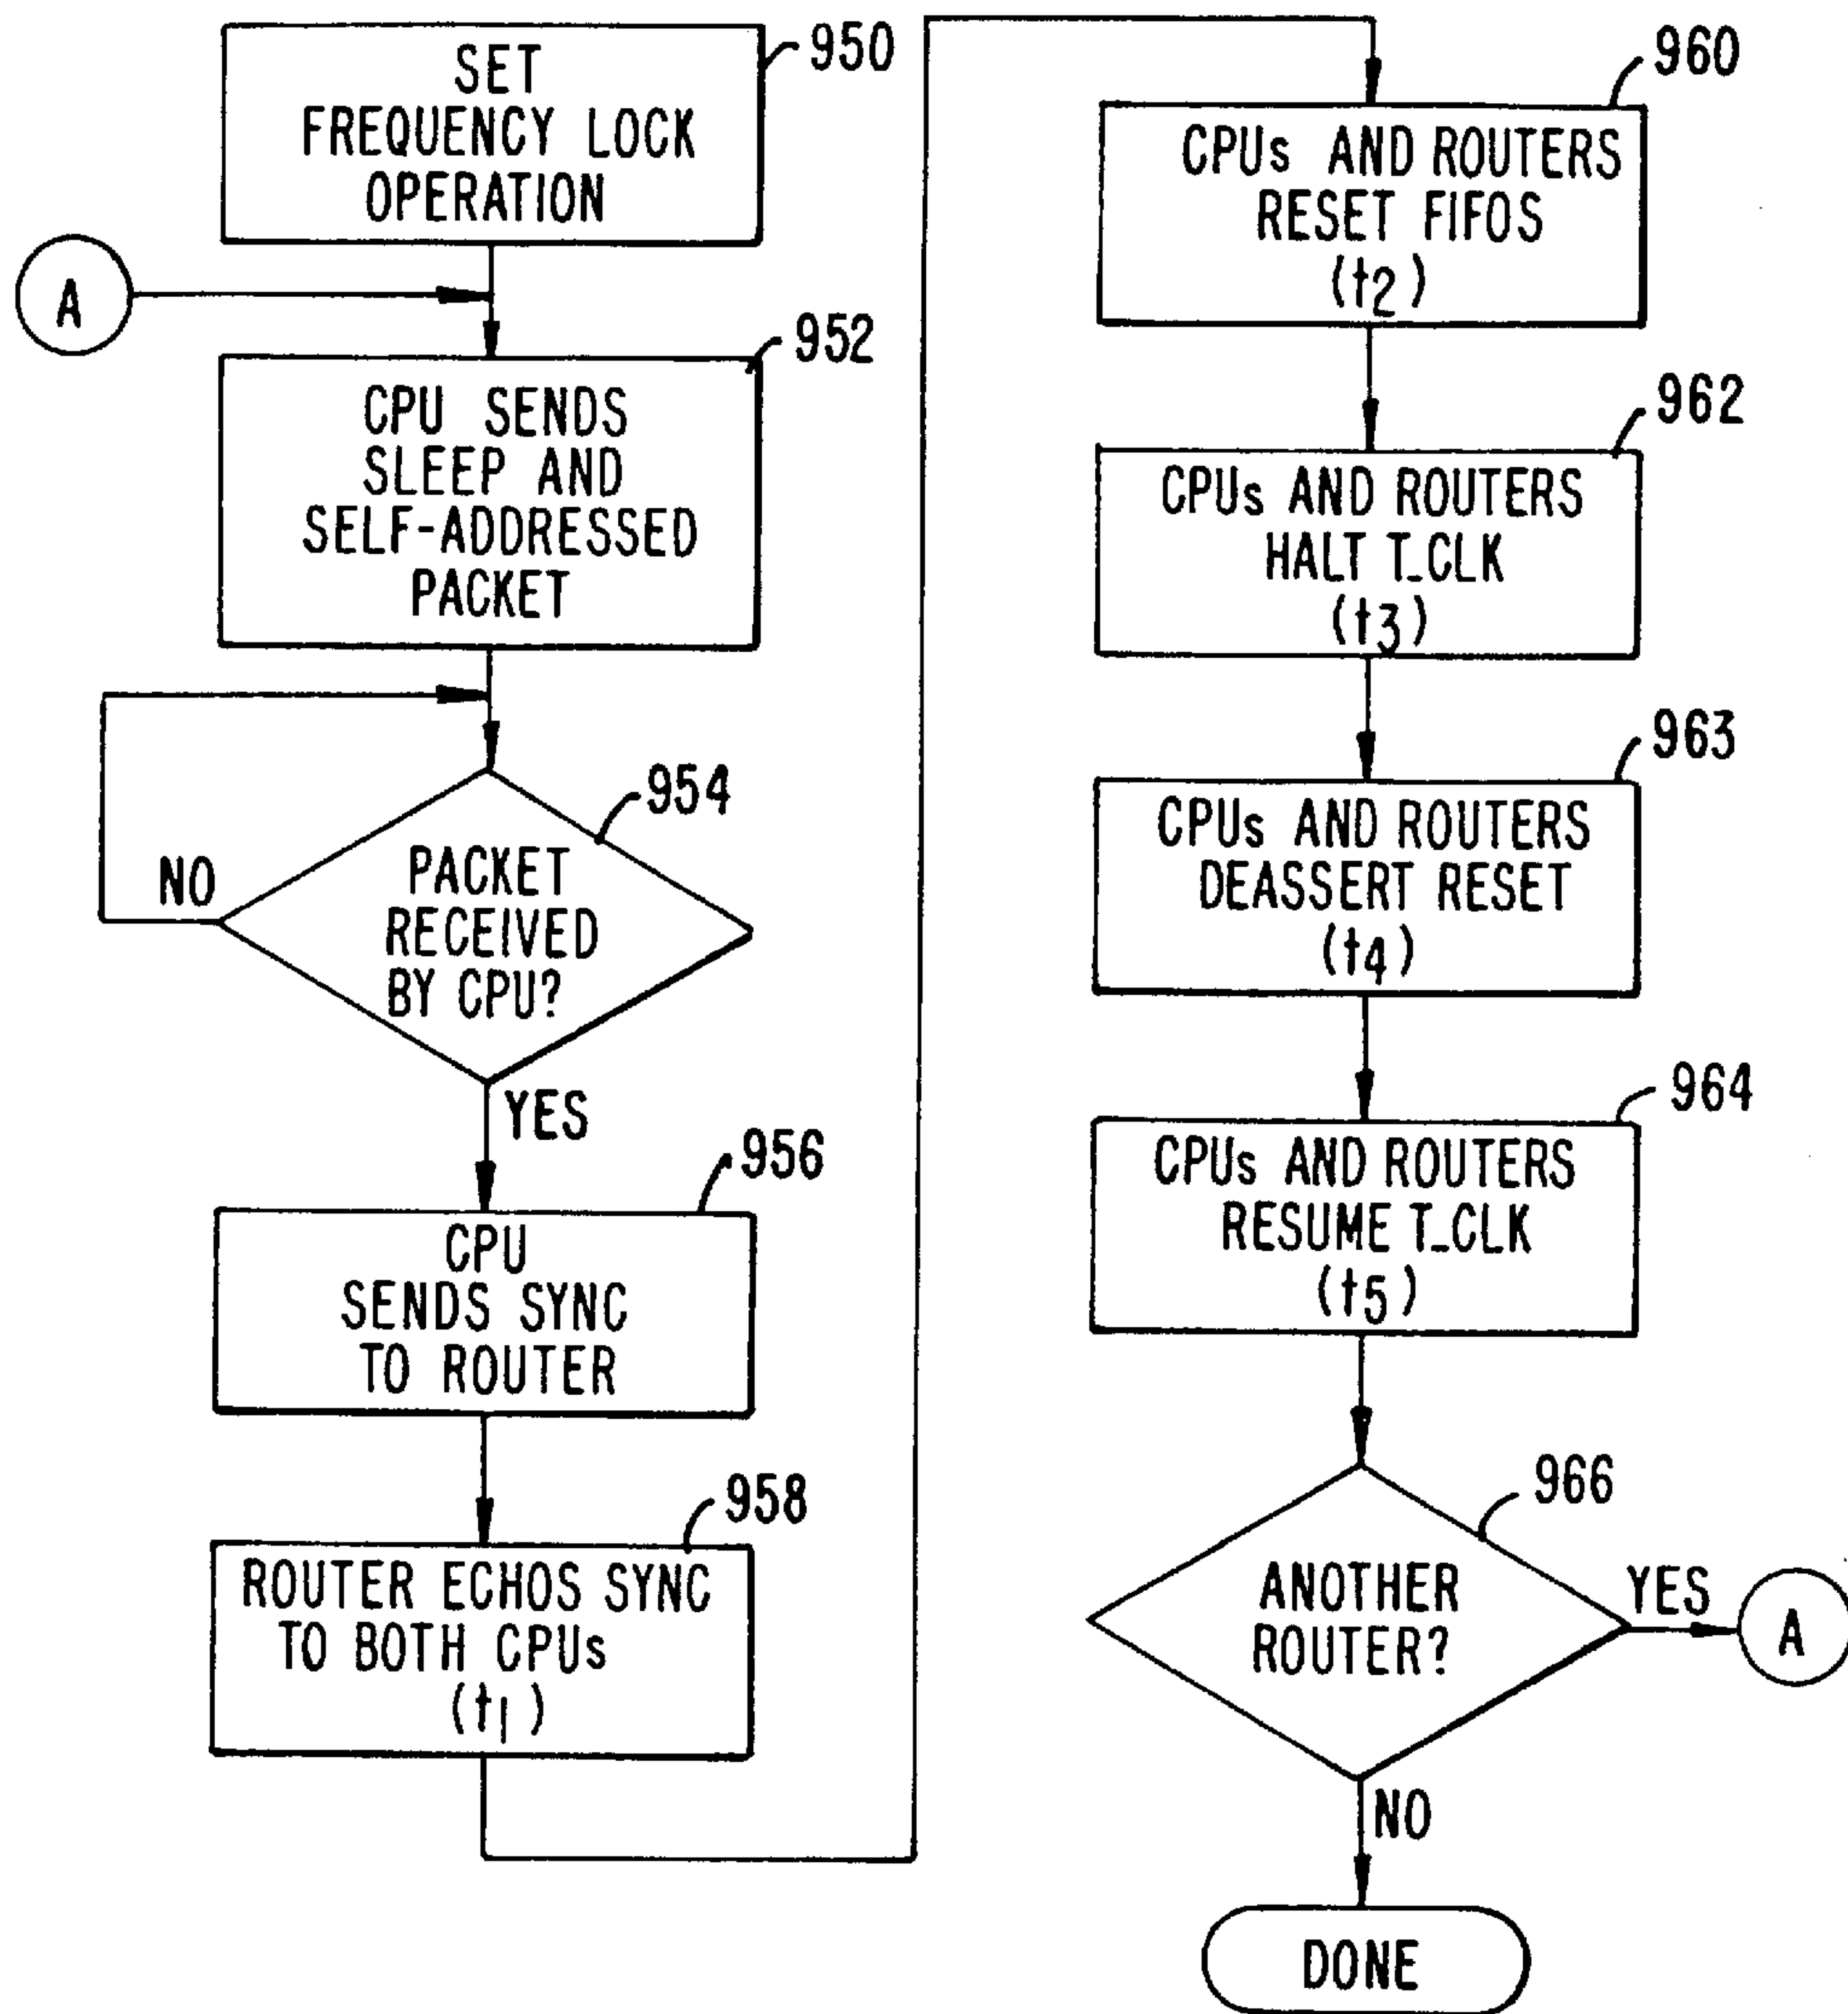 950
SET
FREQUENCY LOCK
OPERATION
A
952
CPU SENDS
SLEEP AND
SELF-ADDRESSED
PACKET
954
PACKET
RECEIVED
BY CPU?
NO
YES
956
CPU
SENDS SYNC
TO ROUTER
958
ROUTER ECHOS SYNC
TO BOTH CPUs
(t1)
960
CPUs AND ROUTERS
RESET FIFOS
(t2)
962
CPUs AND ROUTERS
HALT T_CLK
(t3)
963
CPUs AND ROUTERS
DEASSERT RESET
(t4)
964
CPUs AND ROUTERS
RESUME T_CLK
(t5)
966
ANOTHER
ROUTER?
YES
A
NO
DONE